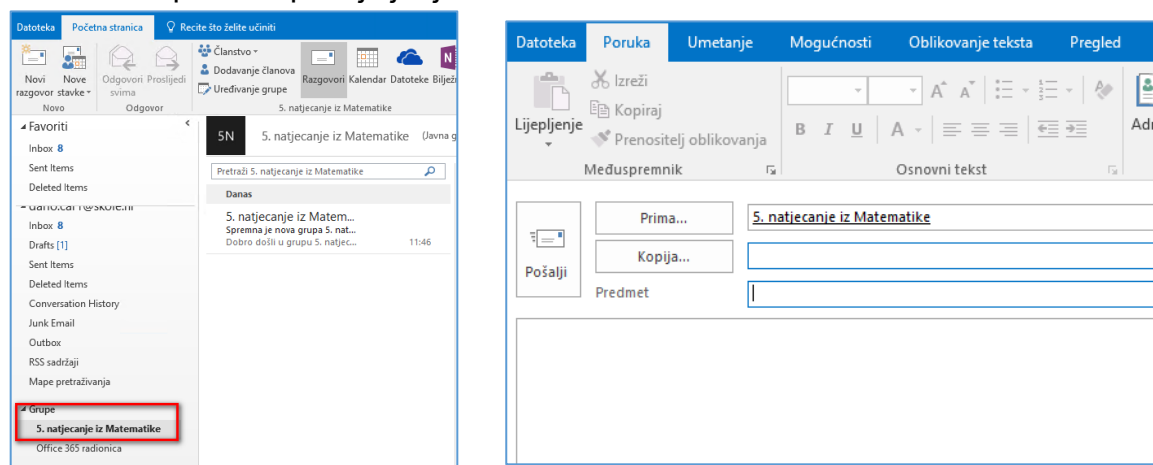 Datoteka Početna stranica Recite što želite učiniti
Novi razgovor
Nove stavke
Odgovori svima
Proslijedi
Članstvo
Dodavanje članova
Uređivanje grupe
Razgovori Kalendar Datoteke
Novo Odgovor 5. natjecanje iz Matematike
Favoriti
Inbox 8
Sent Items
Deleted Items
Inbox 8
Drafts [1]
Sent Items
Deleted Items
Conversation History
Junk Email
Outbox
RSS sadržaji
Mape pretraživanja
Grupe
5. natjecanje iz Matematike
Office 365 radionica
5N 5. natjecanje iz Matematike (Javna g
Pretraži 5. natjecanje iz Matematike
Danas
5. natjecanje iz Matem...
Spremna je nova grupa 5. nat...
Dobro došli u grupu 5. natjec... 11:46
Datoteka Poruka Umetanje Mogućnosti Oblikovanje teksta Pregled
Lijepljenje
Izreži
Kopiraj
Prenositelj oblikovanja
B I U A
Međuspremnik Osnovni tekst
Pošalji
Prima... 5. natjecanje iz Matematike
Kopija...
Predmet